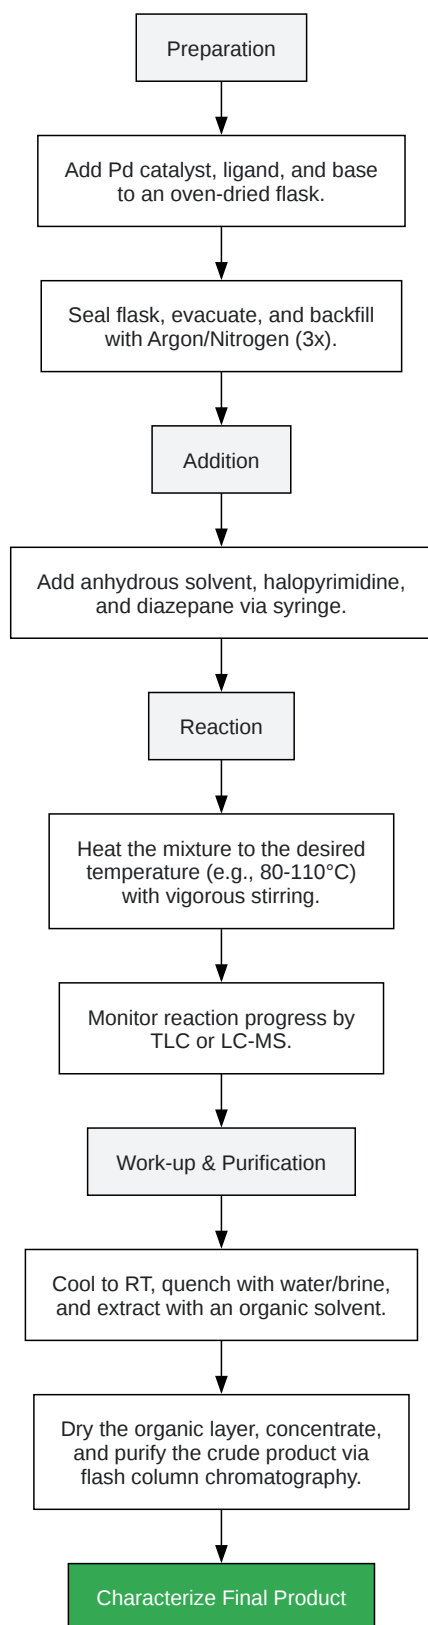 Preparation
Add Pd catalyst, ligand, and base
to an oven-dried flask.
Seal flask, evacuate, and backfill
with Argon/Nitrogen (3x).
Addition
Add anhydrous solvent, halopyrimidine,
and diazepane via syringe.
Reaction
Heat the mixture to the desired
temperature (e.g., 80-110°C)
with vigorous stirring.
Monitor reaction progress by
TLC or LC-MS.
Work-up & Purification
Cool to RT, quench with water/brine,
and extract with an organic solvent.
Dry the organic layer, concentrate,
and purify the crude product via
flash column chromatography.
Characterize Final Product